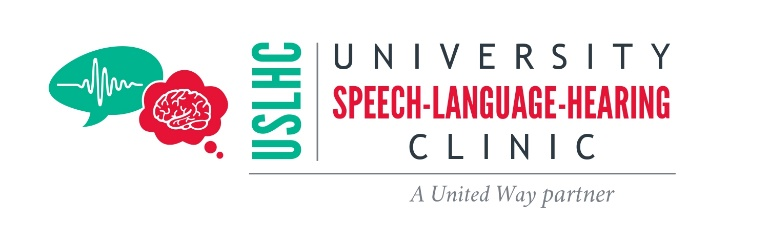 USLHC
UNIVERSITY
SPEECH-LANGUAGE-HEARING
CLINIC
A United Way partner